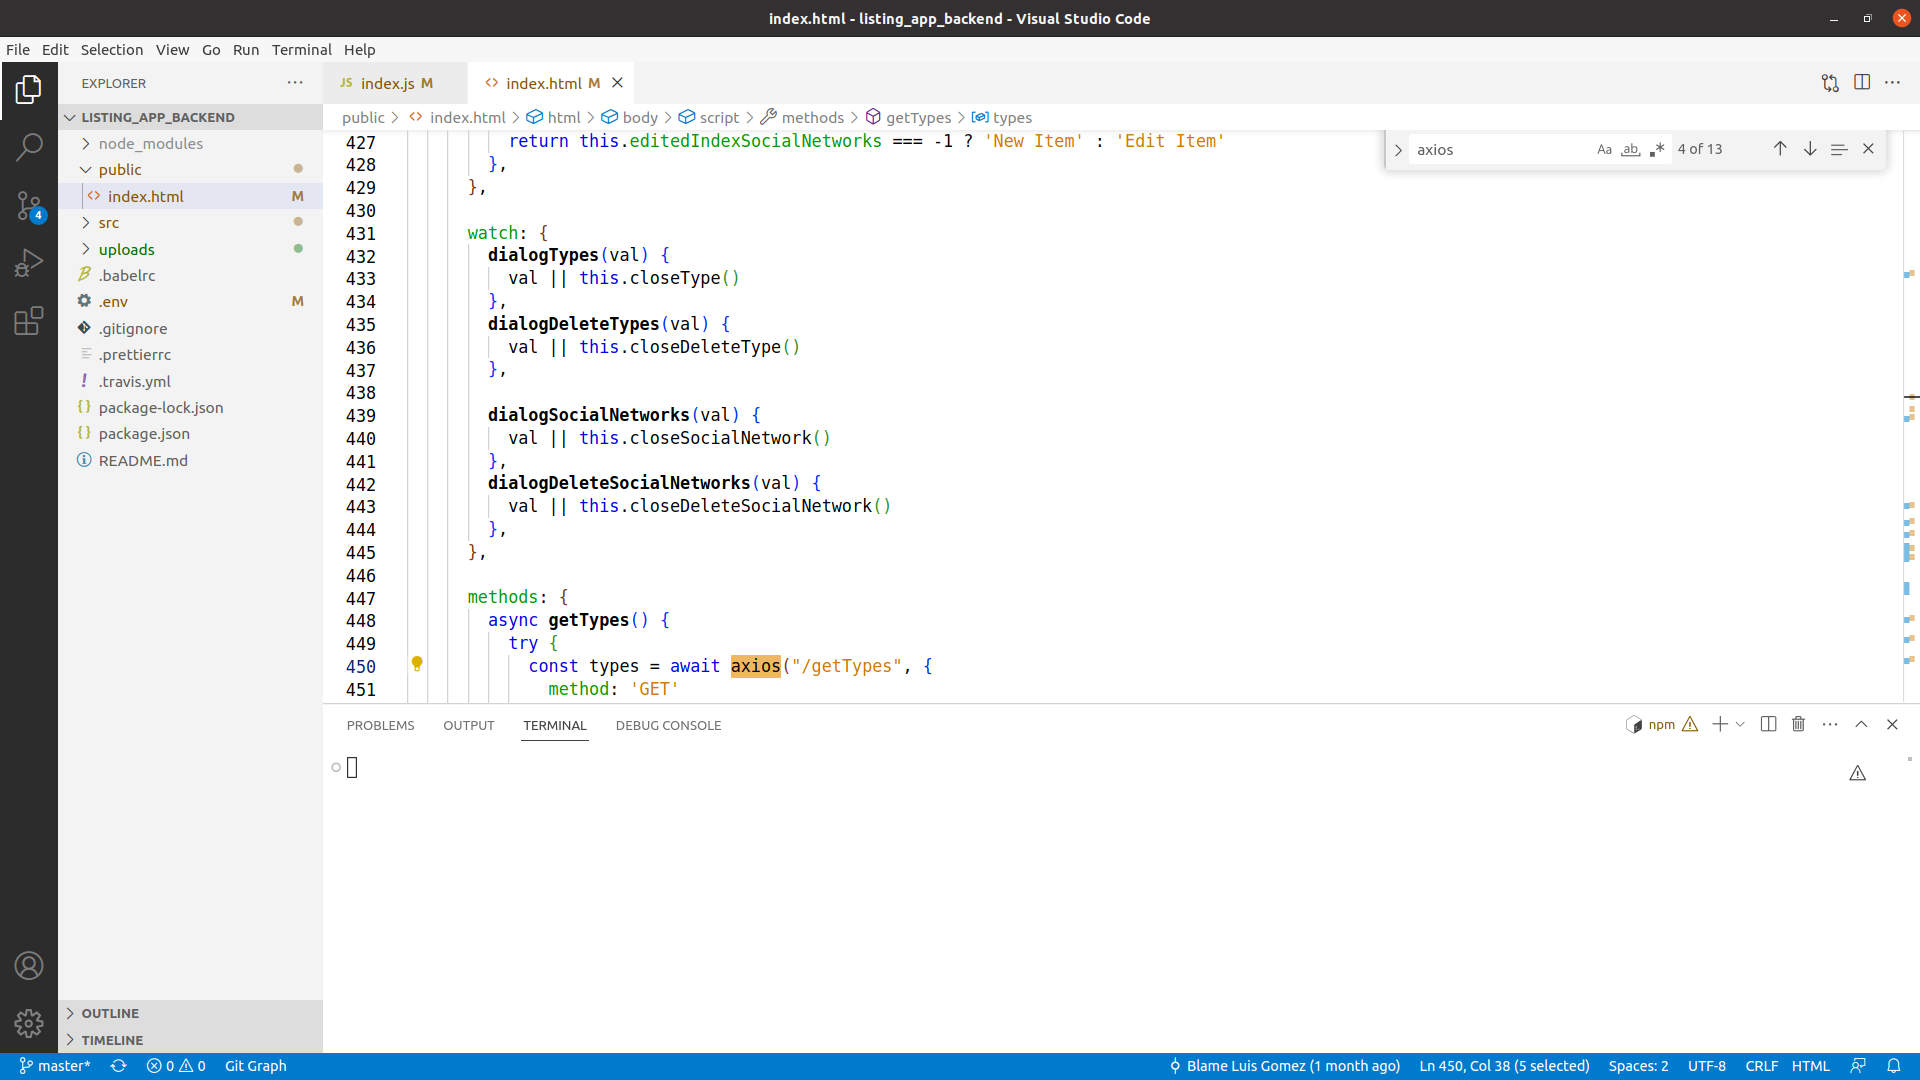 index.html - listing_app_backend - Visual Studio Code
File Edit Selection View Go Run Terminal Help
EXPLORER
LISTING_APP_BACKEND
node_modules
public
index.html M
src
uploads
.babelrc
.env M
.gitignore
.prettierrc
.travis.yml
package-lock.json
package.json
README.md
OUTLINE
TIMELINE
4
JS index.js M
index.html M
public > index.html > html > body > script > methods > getTypes > types
axios Aa ab 4 of 13
427 return this.editedIndexSocialNetworks === -1 ? 'New Item' : 'Edit Item'
428 },
429 },
430
431 watch: {
432 dialogTypes(val) {
433 val || this.closeType()
434 },
435 dialogDeleteTypes(val) {
436 val || this.closeDeleteType()
437 },
438
439 dialogSocialNetworks(val) {
440 val || this.closeSocialNetwork()
441 },
442 dialogDeleteSocialNetworks(val) {
443 val || this.closeDeleteSocialNetwork()
444 },
445 },
446
447 methods: {
448 async getTypes() {
449 try {
450 const types = await axios("/getTypes", {
451 method: 'GET'
PROBLEMS OUTPUT TERMINAL DEBUG CONSOLE npm
master* 0 0 Git Graph Blame Luis Gomez (1 month ago) Ln 450, Col 38 (5 selected) Spaces: 2 UTF-8 CRLF HTML